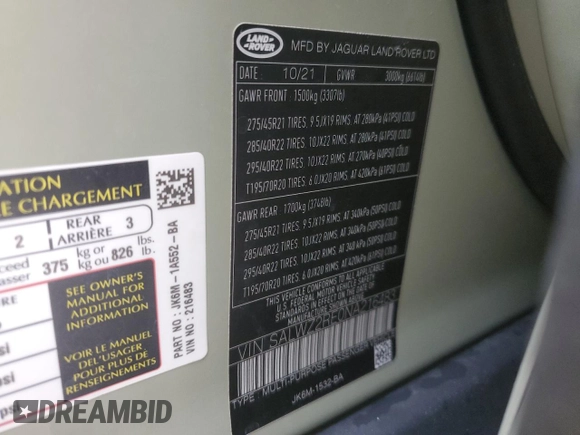 LAND
ROVER
MFD BY JAGUAR LAND ROVER LTD
DATE 10/21 GVWR 3000kg (6614lb)
GAWR FRONT 1500kg (3307lb)
275/45R21 TIRES. 9.5JX19 RIMS. AT 280kPa (41PSI) COLD
285/40R22 TIRES. 10JX22 RIMS. AT 280kPa (41PSI) COLD
295/40R22 TIRES. 10JX22 RIMS. AT 270kPa (40PSI) COLD
T195/70R20 TIRES. 6.0JX20 RIMS. AT 420kPa (61PSI) COLD
GAWR REAR 1700kg (3748lb)
275/45R21 TIRES. 9.5JX19 RIMS. AT 340kPa (50PSI) COLD
285/40R22 TIRES. 10JX22 RIMS. AT 340kPa (50PSI) COLD
295/40R22 TIRES. 10JX22 RIMS. AT 340kPa (50PSI) COLD
T195/70R20 TIRES. 6.0JX20 RIMS. AT 420kPa (61PSI) COLD
THIS VEHICLE CONFORMS TO ALL APPLICABLE
U.S. FEDERAL MOTOR VEHICLE
VIN
TYPE MULTI-PURPOSE PASSENGER
JK6M-1532-BA
CHARGEMENT
2 REAR 3
ARRIÈRE
375 kg or 826 lbs.
kg ou lb.
SEE OWNER'S
MANUAL FOR
ADDITIONAL
INFORMATION
VOIR LE MANUEL
DE L'USAGER
POUR PLUS DE
RENSEIGNEMENTS
PART NO : JK6M-1A552-BA
VIN : 216483
DREAMBID